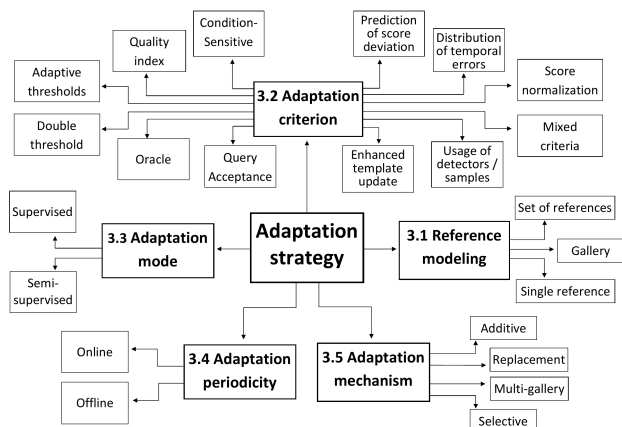 Condition-
Sensitive
Prediction
of score
deviation
Distribution
of temporal
errors
Quality
index
Adaptive
thresholds
3.2 Adaptation
criterion
Score
normalization
Double
threshold
Mixed
criteria
Oracle
Query
Acceptance
Enhanced
template
update
Usage of
detectors /
samples
Supervised
3.3 Adaptation
mode
Semi-
supervised
Adaptation
strategy
3.1 Reference
modeling
Set of references
Gallery
Single reference
Online
3.4 Adaptation
periodicity
Offline
3.5 Adaptation
mechanism
Additive
Replacement
Multi-gallery
Selective